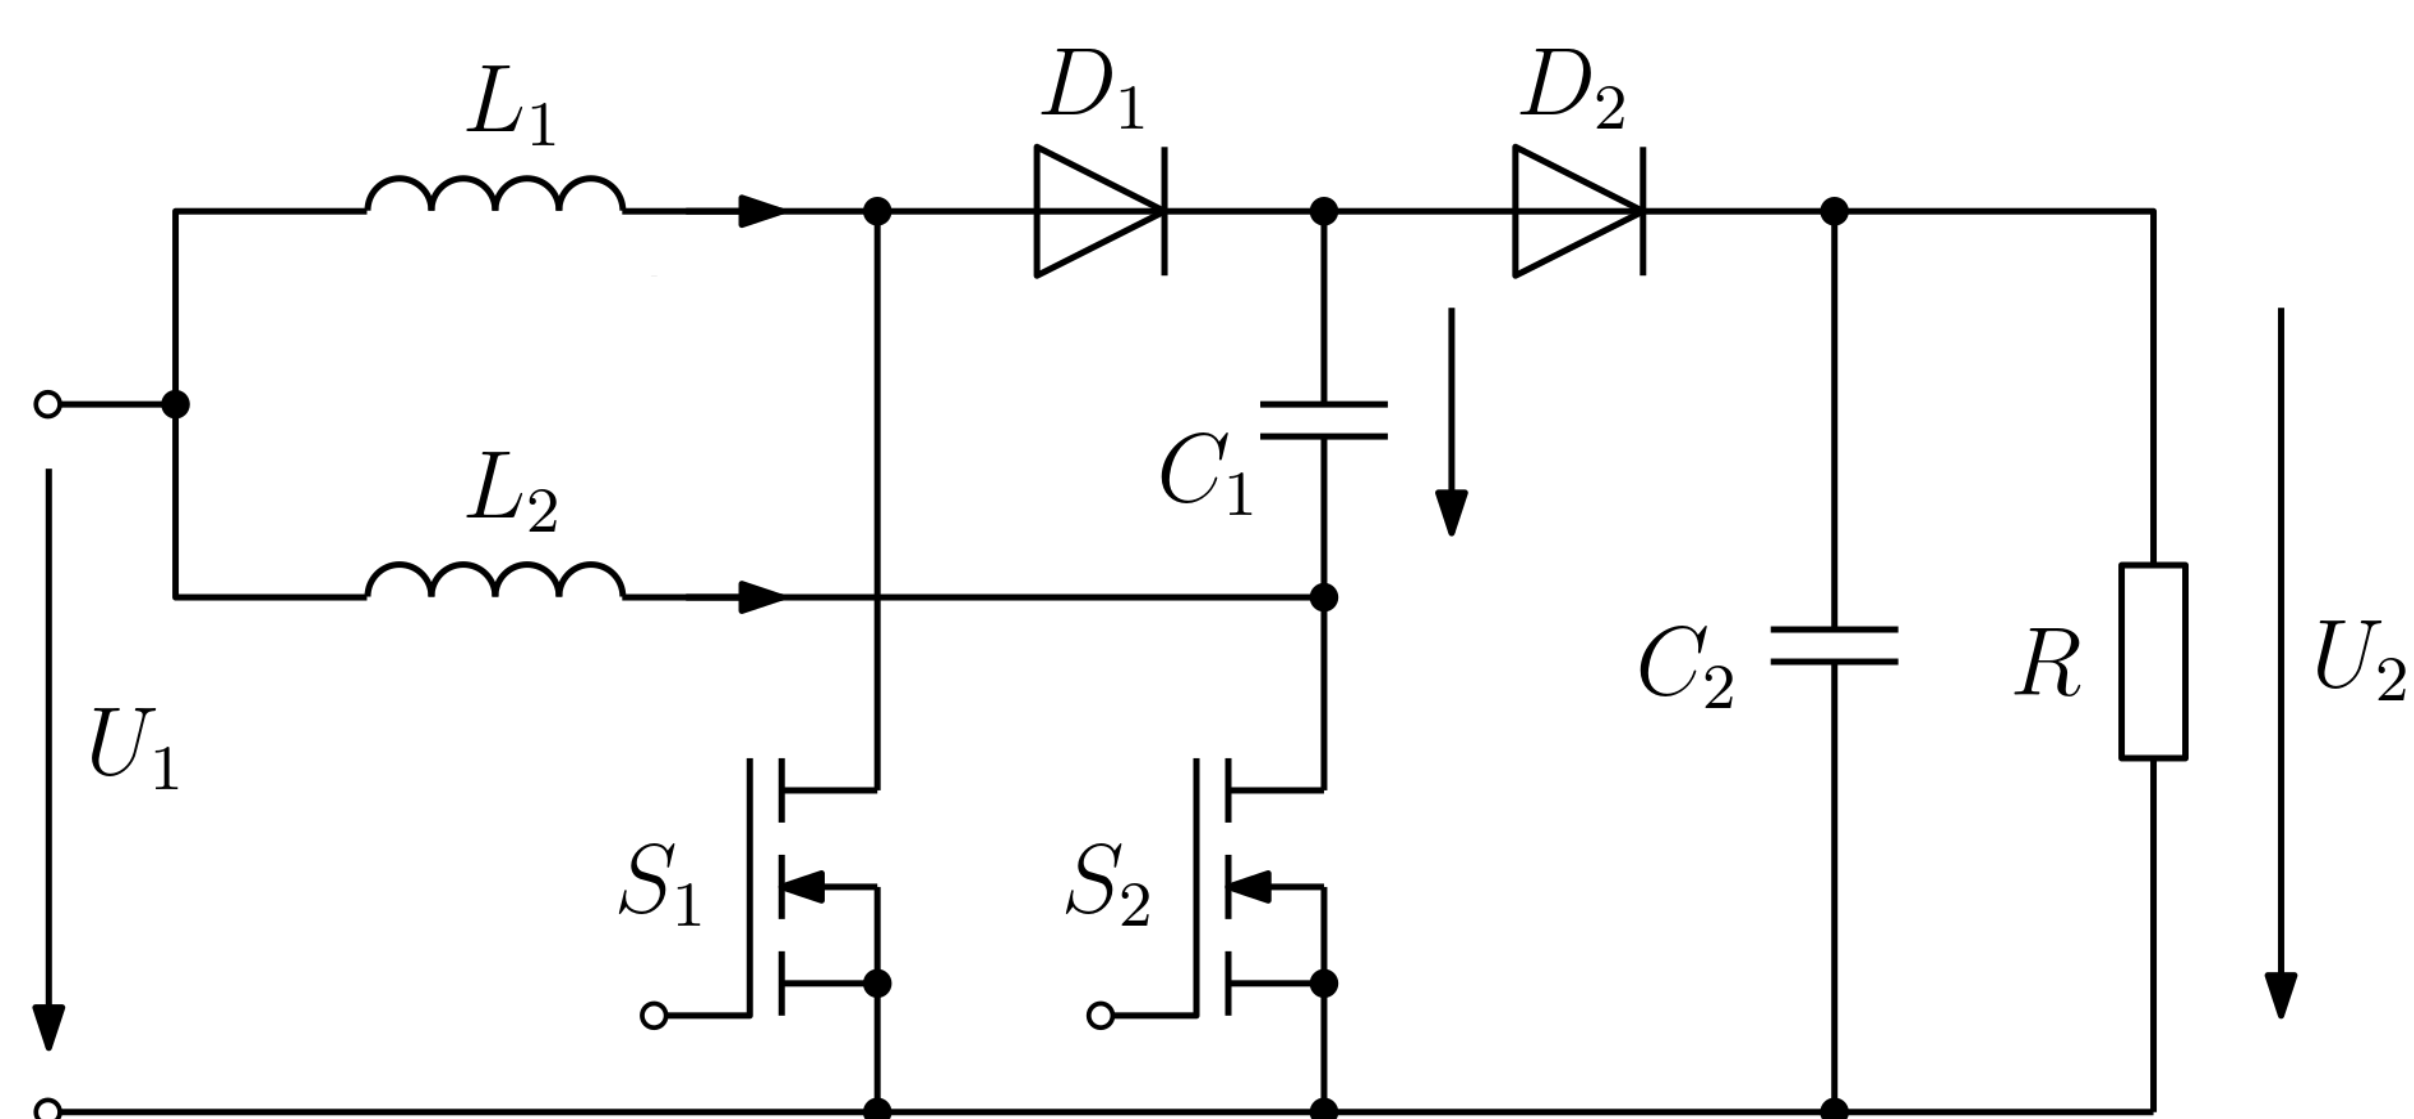 D₁
D₂
L₁
L₂
C₁
C₂
R
U₂
U₁
S₁
S₂